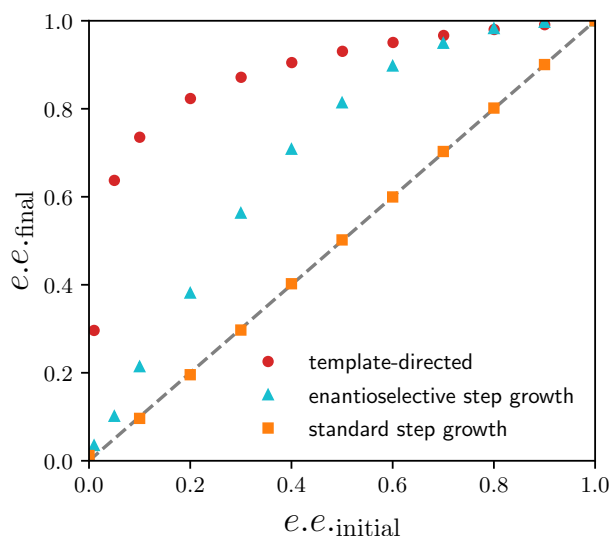 1.0
0.8
0.6
0.4
0.2
0.0
e.e.final
template-directed
enantioselective step growth
standard step growth
0.0 0.2 0.4 0.6 0.8 1.0
e.e.initial